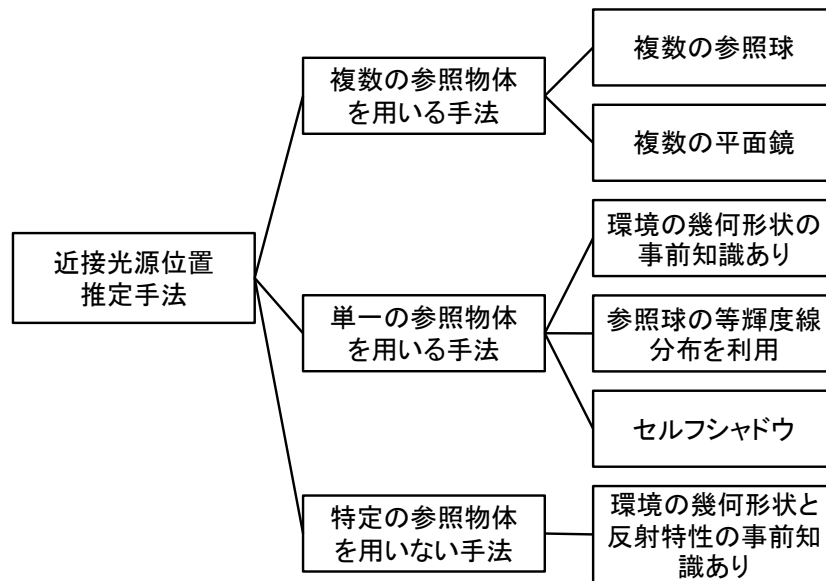 近接光源位置
推定手法
複数の参照物体
を用いる手法
複数の参照球
複数の平面鏡
単一の参照物体
を用いる手法
環境の幾何形状の
事前知識あり
参照球の等輝度線
分布を利用
セルフシャドウ
特定の参照物体
を用いない手法
環境の幾何形状と
反射特性の事前知
識あり